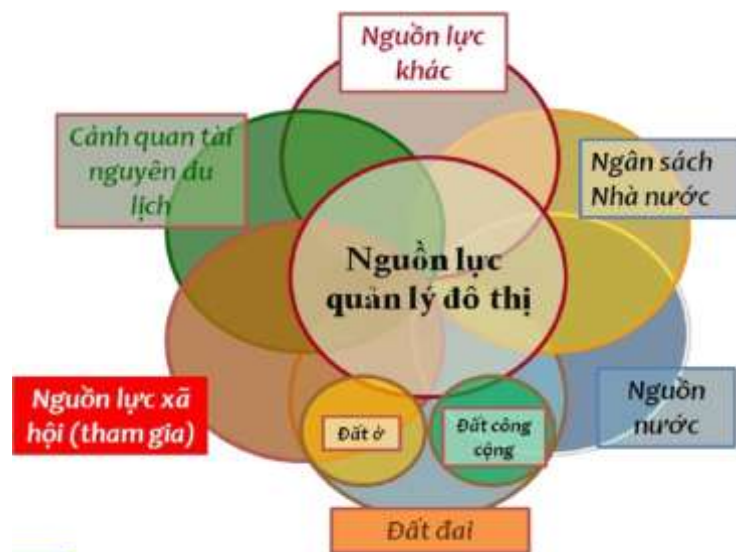 Nguồn lực
khác
Cảnh quan tài
nguyên du
lịch
Ngân sách
Nhà nước
Nguồn lực
quản lý đô thị
Nguồn lực xã
hội (tham gia)
Đất ở
Đất công
cộng
Nguồn
nước
Đất đai